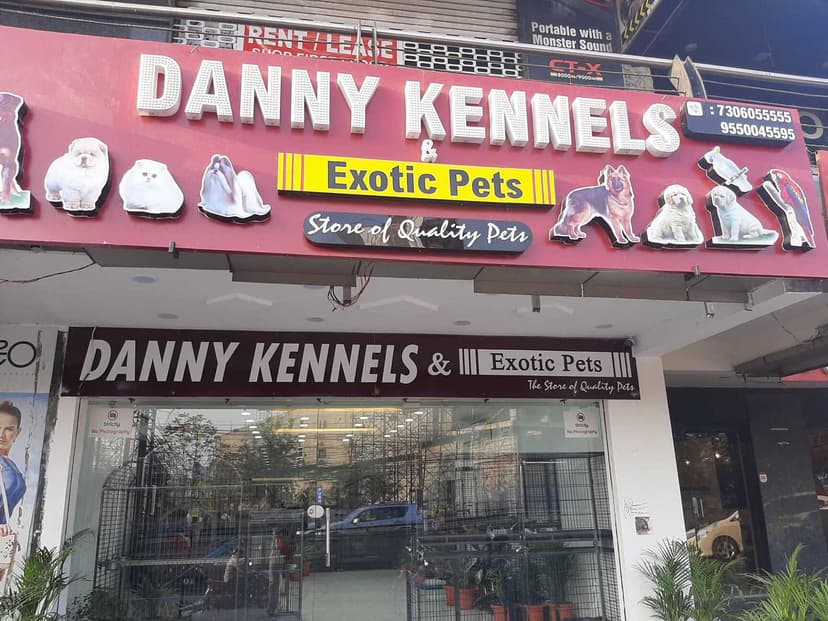 RENT / LEASE
Portable with a
Monster Sound
CT-X
DANNY KENNELS
: 7306055555
9550045595
&
Exotic Pets
Store of Quality Pets
DANNY KENNELS & Exotic Pets
The Store of Quality Pets
Strictly
No Photography
Strictly
No Photography